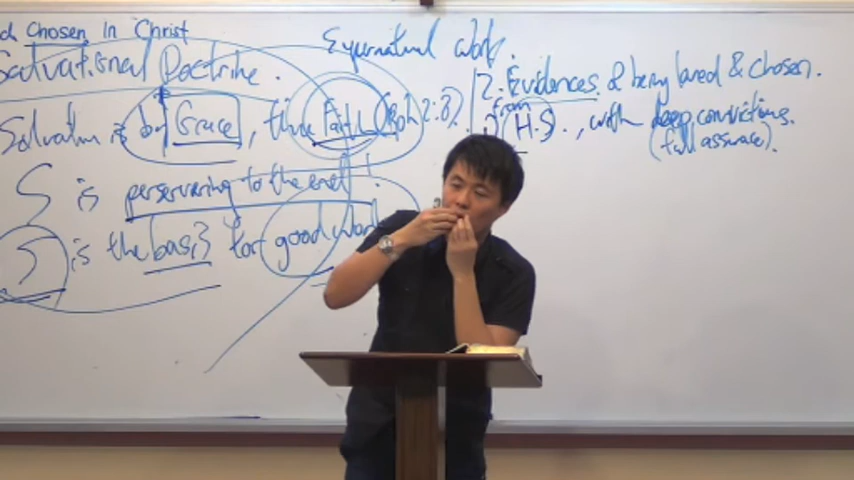 Chosen in Christ
Salvational Doctrine.
Salvation is by Grace, thru Faith (Eph 2:8).
S is perservering to the end!
S is the basis for good work
Supernatural work.
2. Evidences of being loved & chosen.
from (H.S)., with deep convictions.
(full assurance).